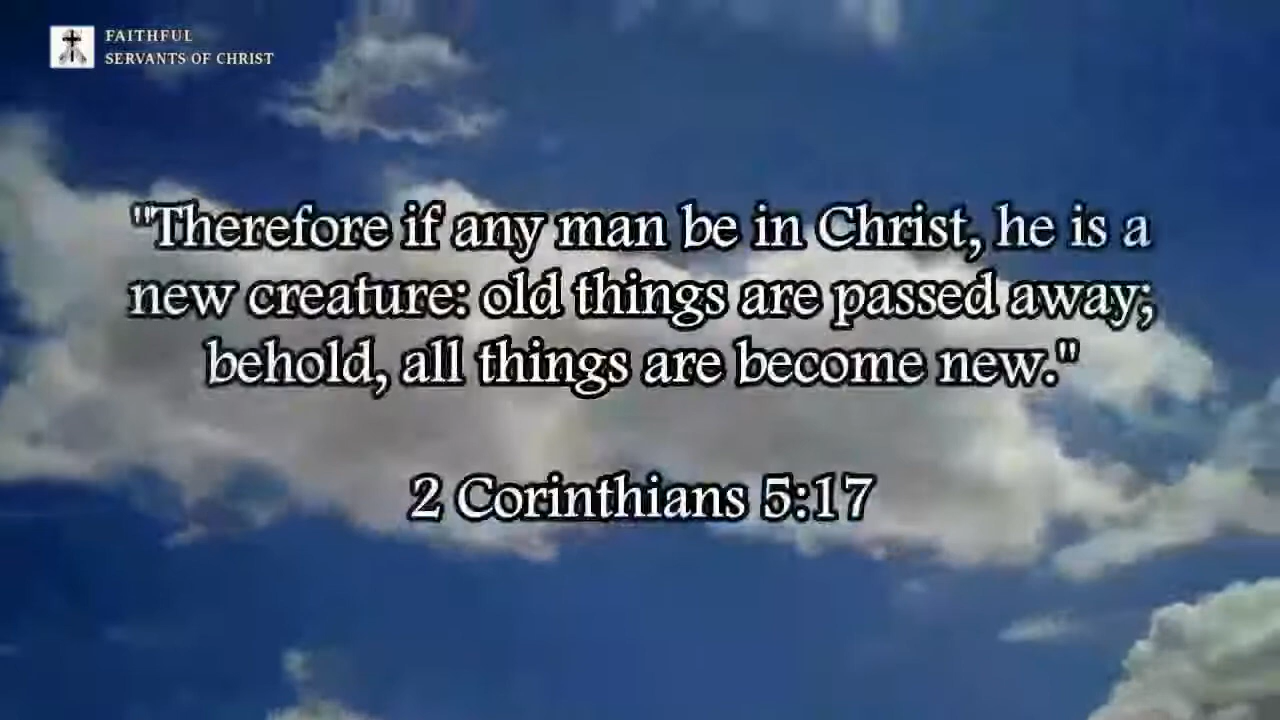 FAITHFUL
SERVANTS OF CHRIST
"Therefore if any man be in Christ, he is a
new creature: old things are passed away;
behold, all things are become new."
2 Corinthians 5:17